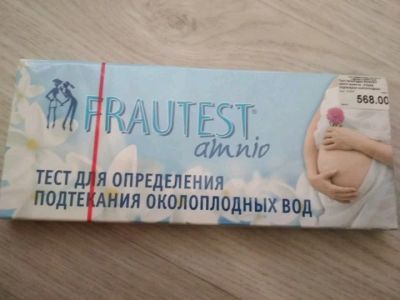 FRAUTEST
amnio
568.00
ТЕСТ ДЛЯ ОПРЕДЕЛЕНИЯ
ПОДТЕКАНИЯ ОКОЛОПЛОДНЫХ ВОД